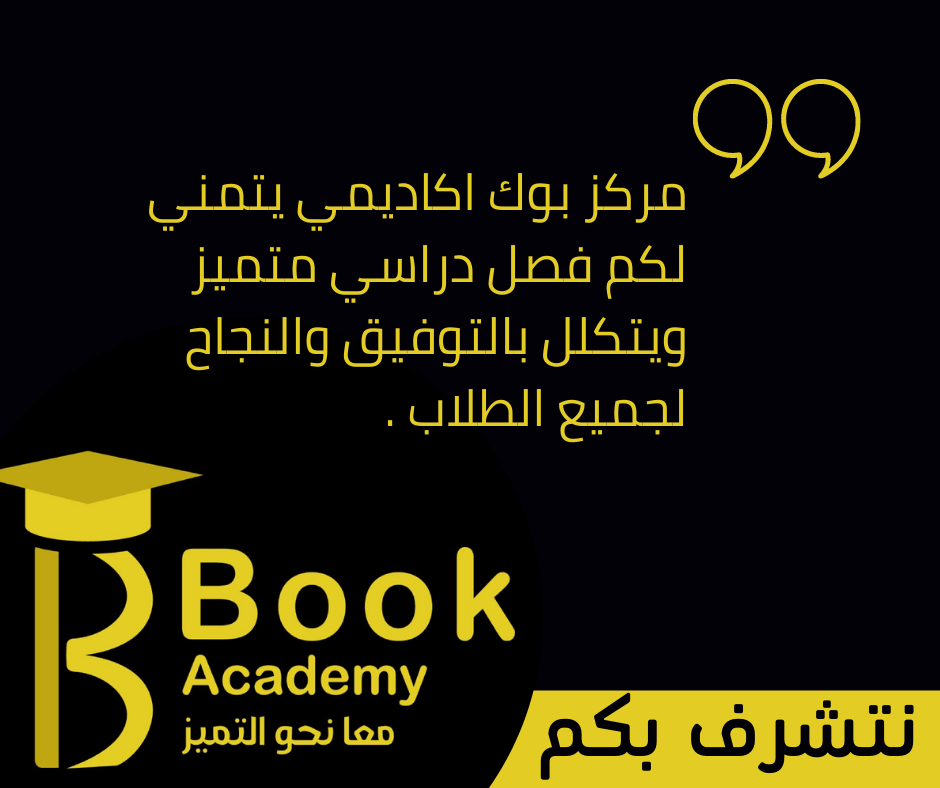 مركز بوك اكاديمي يتمني
لكم فصل دراسي متميز
ويتكلل بالتوفيق والنجاح
لجميع الطلاب .
Book
Academy
معا نحو التميز
نتشرف بكم